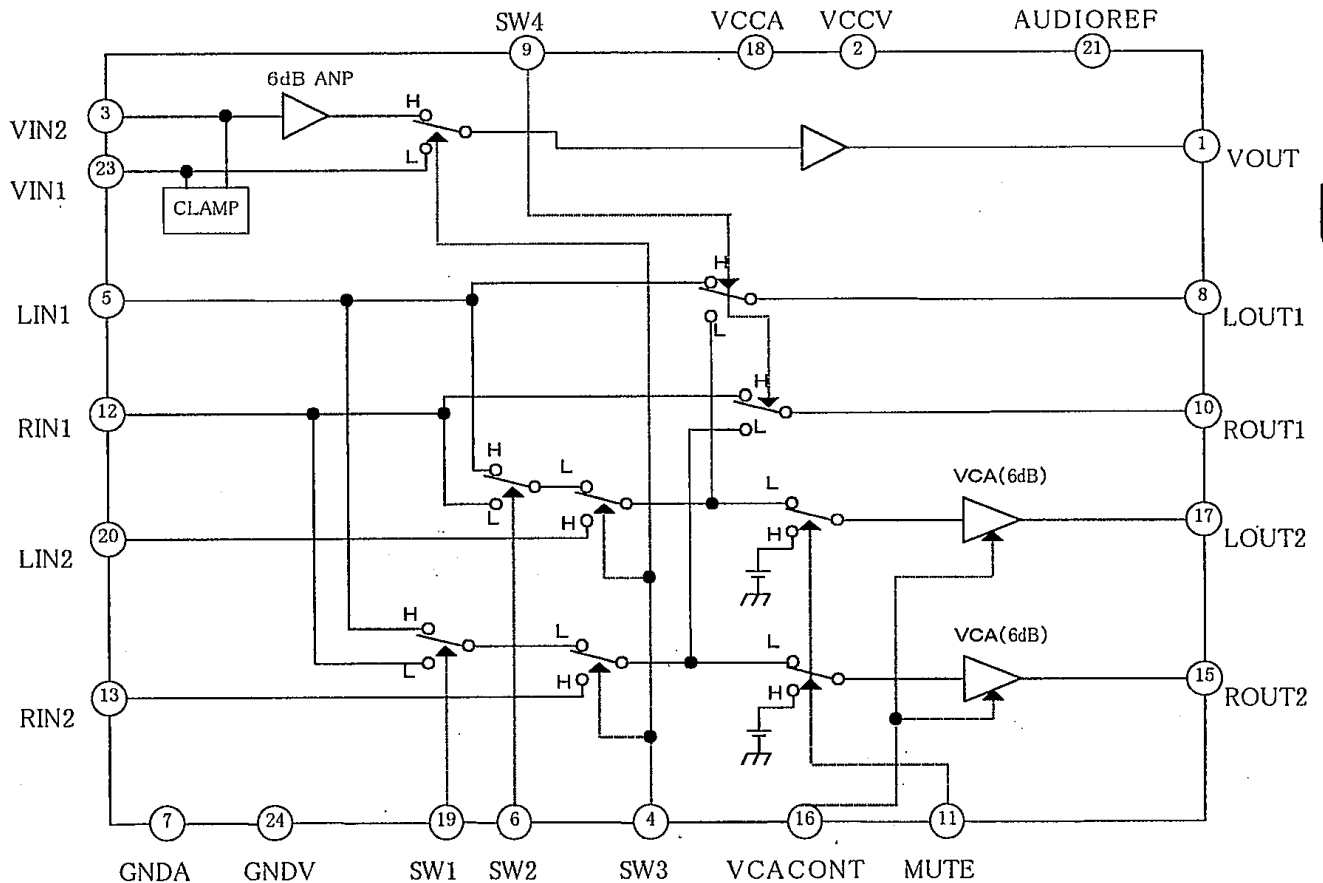 SW4 VCCA VCCV AUDIOREF
9 18 2 21
6dB ANP
H
3
VIN2
L
1
VOUT
23
VIN1
CLAMP
H
5
LIN1
8
LOUT1
L
H
12
RIN1
10
ROUT1
L
H
L
L
VCA(6dB)
L
H
H
20
LIN2
17
LOUT2
H
L
L
VCA(6dB)
L
H
H
13
RIN2
15
ROUT2
7 24 19 6 4 16 11
GNDA GNDV SW1 SW2 SW3 VCACONT MUTE